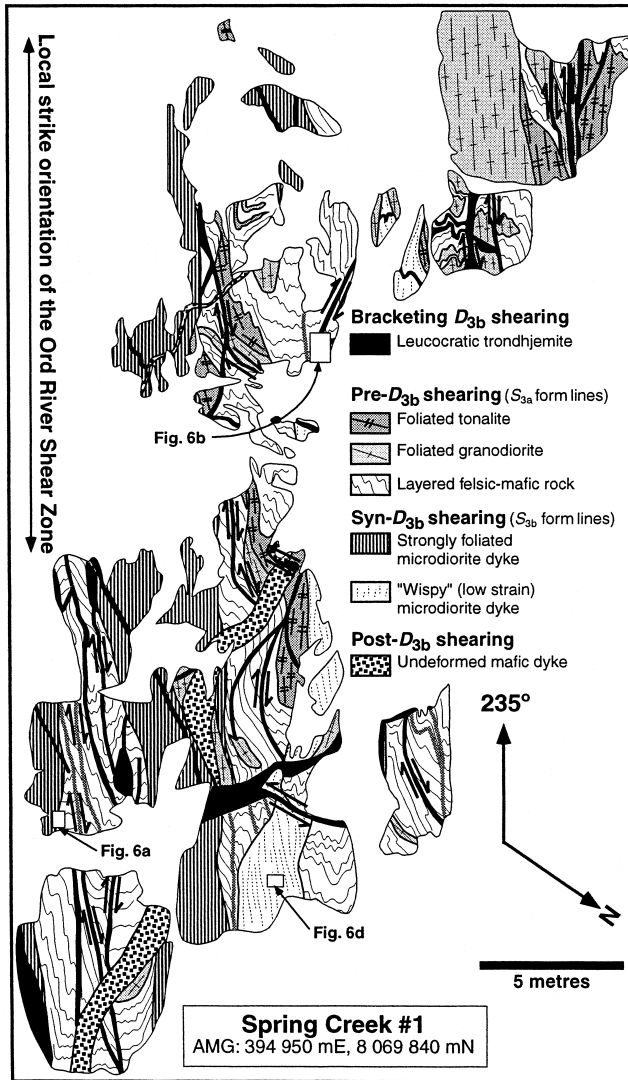 Local strike orientation of the Ord River Shear Zone
Bracketing D3b shearing
Leucocratic trondhjemite
Pre-D3b shearing (S3a form lines)
Foliated tonalite
Foliated granodiorite
Layered felsic-mafic rock
Fig. 6b
Syn-D3b shearing (S3b form lines)
Strongly foliated
microdiorite dyke
"Wispy" (low strain)
microdiorite dyke
Post-D3b shearing
Undeformed mafic dyke
235°
N
Fig. 6a
Fig. 6d
5 metres
Spring Creek #1
AMG: 394 950 mE, 8 069 840 mN